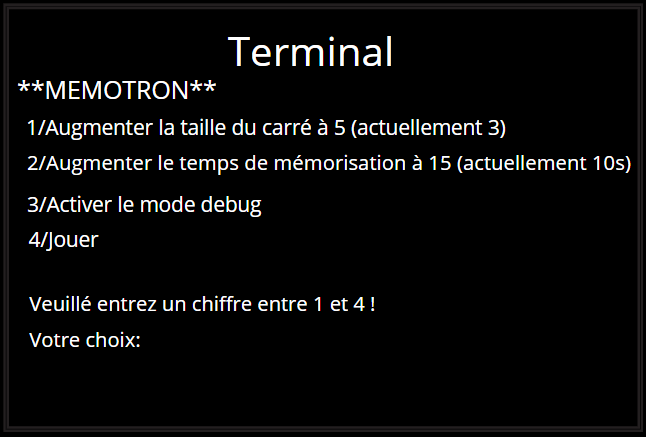 Terminal
**MEMOTRON**
1/Augmenter la taille du carré à 5 (actuellement 3)
2/Augmenter le temps de mémorisation à 15 (actuellement 10s)
3/Activer le mode debug
4/Jouer
Veuillé entrez un chiffre entre 1 et 4 !
Votre choix: